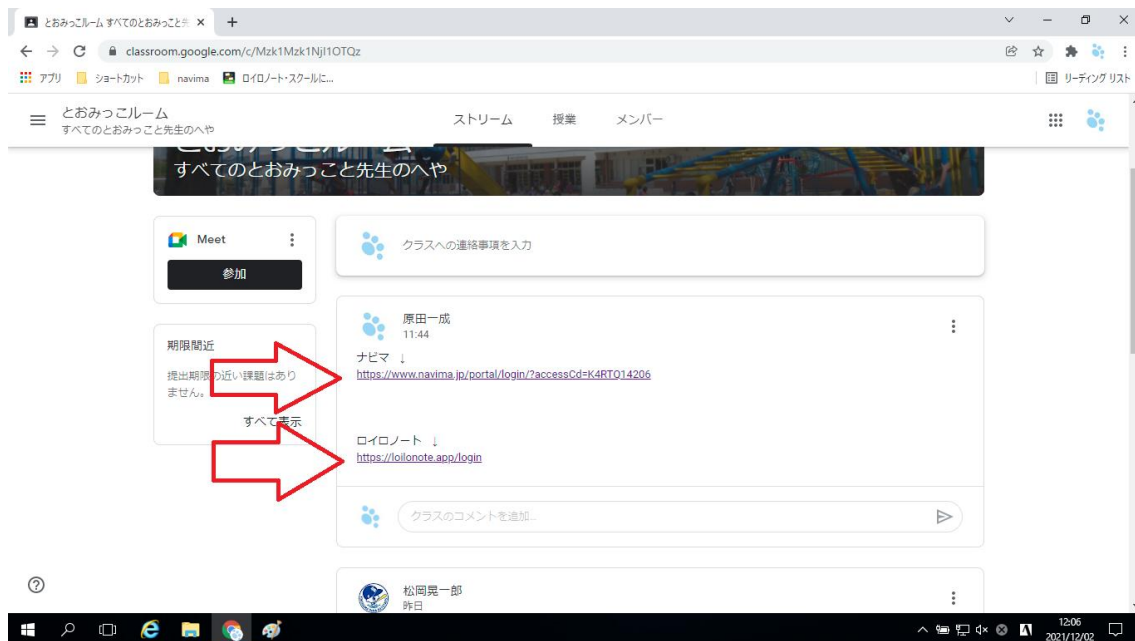 とおみっこルーム すべてのとおみっこと先
classroom.google.com/c/Mzk1Mzk1NjI1OTQz
アプリ ショートカット navima ロイロノート・スクールに... リーディング リスト
とおみっこルーム
すべてのとおみっこと先生のへや
ストリーム 授業 メンバー
とおみっこルーム
すべてのとおみっこと先生のへや
Meet
参加
クラスへの連絡事項を入力
期限間近
提出期限の近い課題はあり
ません。
すべて表示
原田一成
11:44
ナビマ ↓
https://www.navima.jp/portal/login/?accessCd=K4RTQ14206
ロイロノート ↓
https://loilonote.app/login
クラスのコメントを追加...
松岡晃一郎
昨日
A
12:06
2021/12/02